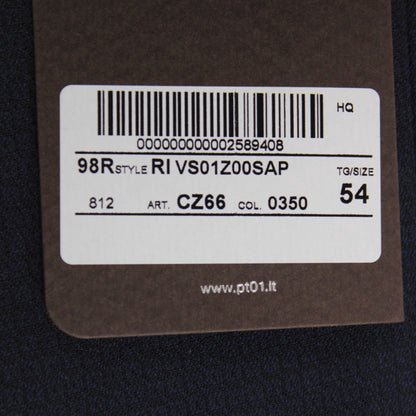 HQ
000000000002589408
98R STYLE RI VS01Z00SAP TG/SIZE
812 ART. CZ66 COL. 0350 54
www.pt01.it